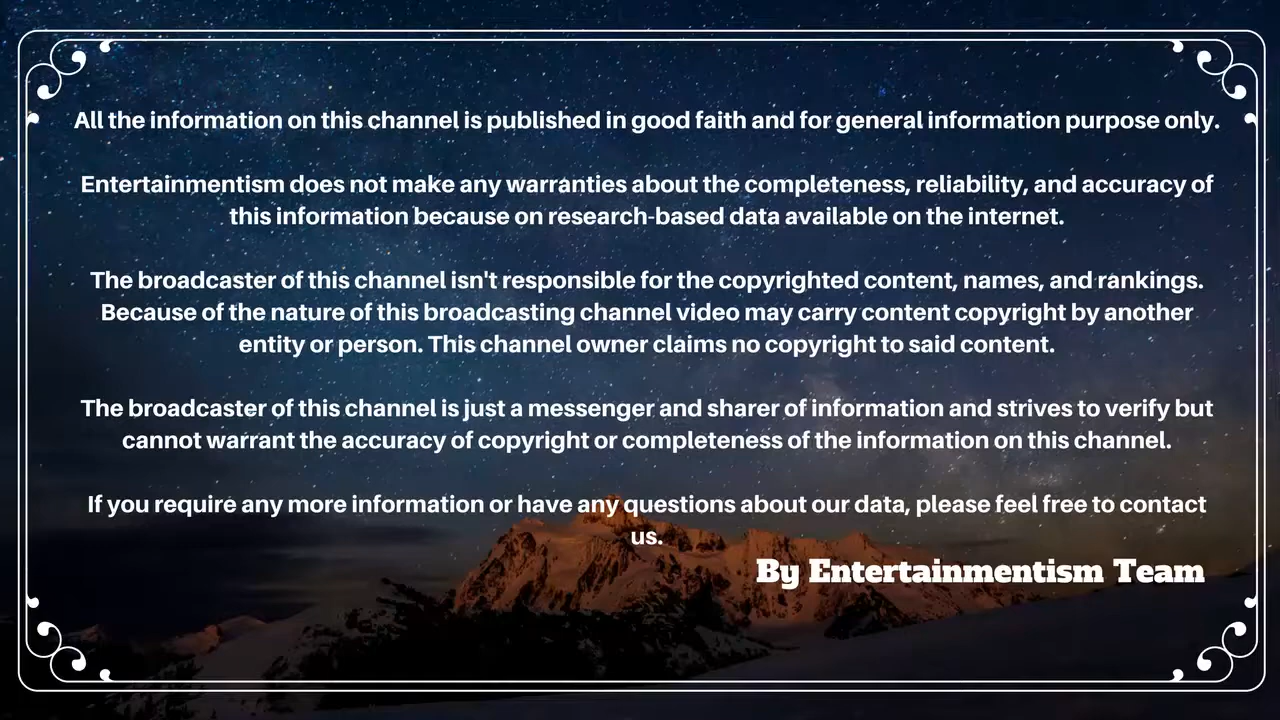 All the information on this channel is published in good faith and for general information purpose only.
Entertainmentism does not make any warranties about the completeness, reliability, and accuracy of
this information because on research-based data available on the internet.
The broadcaster of this channel isn't responsible for the copyrighted content, names, and rankings.
Because of the nature of this broadcasting channel video may carry content copyright by another
entity or person. This channel owner claims no copyright to said content.
The broadcaster of this channel is just a messenger and sharer of information and strives to verify but
cannot warrant the accuracy of copyright or completeness of the information on this channel.
If you require any more information or have any questions about our data, please feel free to contact
us.
By Entertainmentism Team